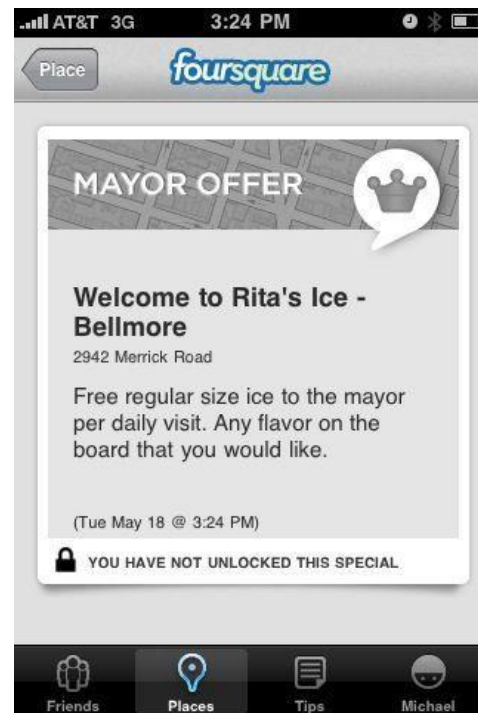 AT&T 3G 3:24 PM
Place foursquare
MAYOR OFFER
Welcome to Rita's Ice -
Bellmore
2942 Merrick Road
Free regular size ice to the mayor
per daily visit. Any flavor on the
board that you would like.
(Tue May 18 @ 3:24 PM)
YOU HAVE NOT UNLOCKED THIS SPECIAL
Friends Places Tips Michael